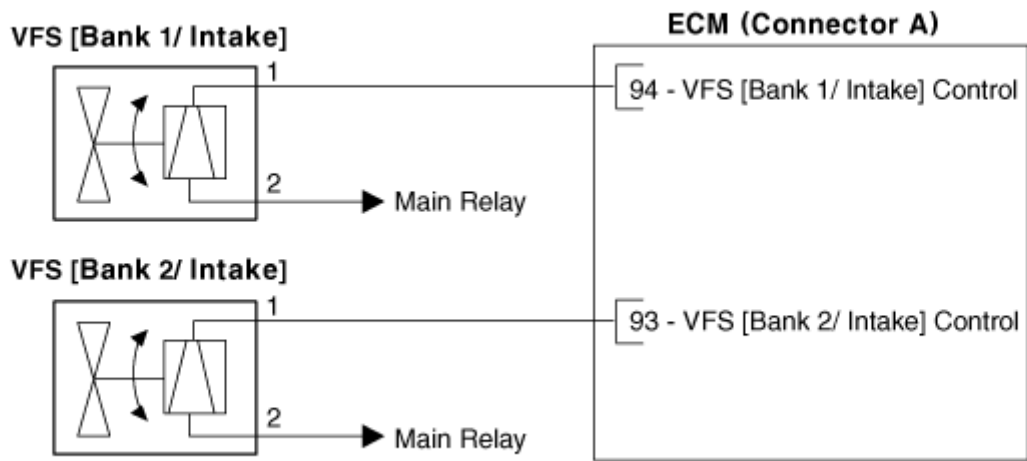 ECM (Connector A)
VFS [Bank 1/ Intake]
1
94 - VFS [Bank 1/ Intake] Control
2
Main Relay
VFS [Bank 2/ Intake]
1
93 - VFS [Bank 2/ Intake] Control
2
Main Relay